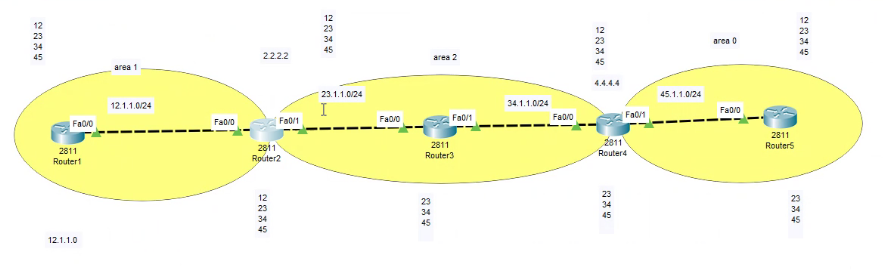 12
23
34
45
12
23
34
45
12
23
34
45
12
23
34
45
area 1
2.2.2.2
area 2
area 0
4.4.4.4
12.1.1.0/24
23.1.1.0/24
34.1.1.0/24
45.1.1.0/24
Fa0/0
Fa0/0
Fa0/1
Fa0/0
Fa0/1
Fa0/0
Fa0/1
Fa0/0
2811
Router1
2811
Router2
2811
Router3
2811
Router4
2811
Router5
12
23
34
45
23
34
45
23
34
45
23
34
45
12.1.1.0